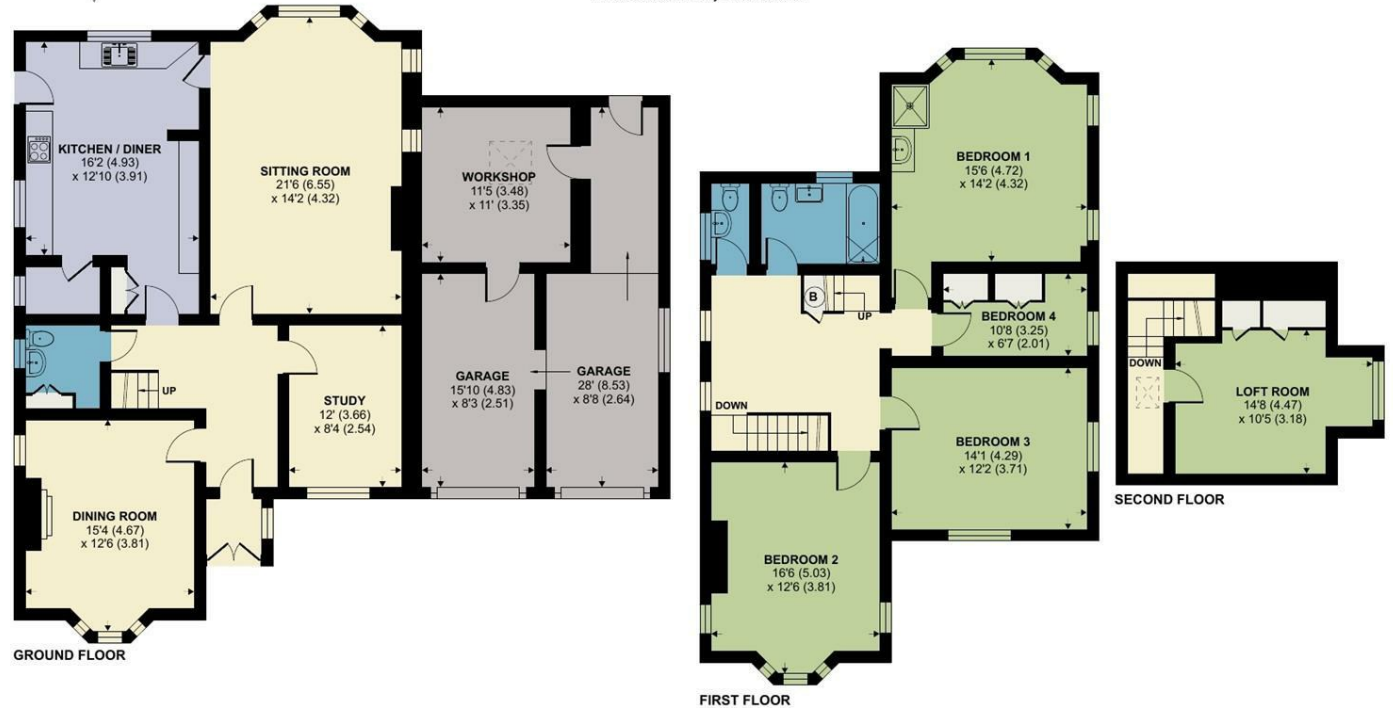 KITCHEN / DINER
16'2 (4.93)
x 12'10 (3.91)
SITTING ROOM
21'6 (6.55)
x 14'2 (4.32)
WORKSHOP
11'5 (3.48)
x 11' (3.35)
UP
STUDY
12' (3.66)
x 8'4 (2.54)
GARAGE
15'10 (4.83)
x 8'3 (2.51)
GARAGE
28' (8.53)
x 8'8 (2.64)
DINING ROOM
15'4 (4.67)
x 12'6 (3.81)
GROUND FLOOR
BEDROOM 1
15'6 (4.72)
x 14'2 (4.32)
B
UP
BEDROOM 4
10'8 (3.25)
x 6'7 (2.01)
DOWN
BEDROOM 3
14'1 (4.29)
x 12'2 (3.71)
BEDROOM 2
16'6 (5.03)
x 12'6 (3.81)
FIRST FLOOR
DOWN
LOFT ROOM
14'8 (4.47)
x 10'5 (3.18)
SECOND FLOOR